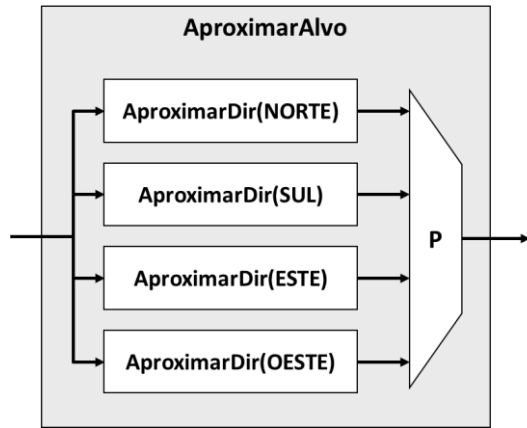 AproximarAlvo
AproximarDir(NORTE)
AproximarDir(SUL)
AproximarDir(ESTE)
AproximarDir(OESTE)
P